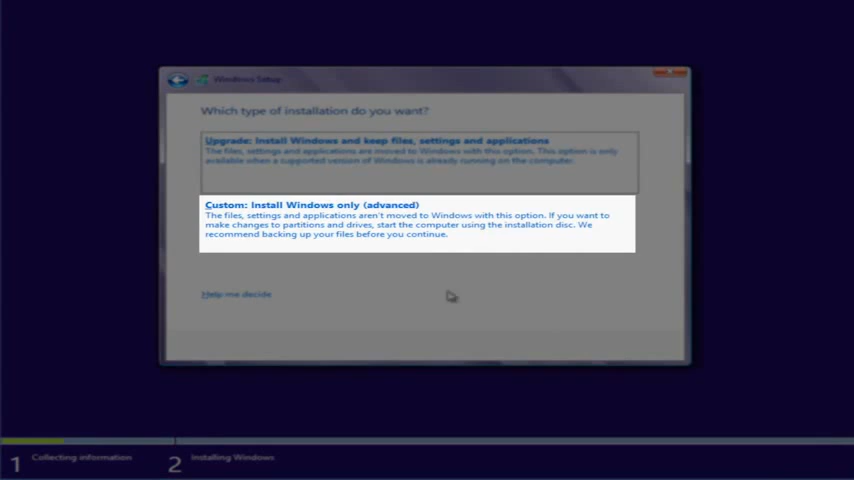 Windows Setup
Which type of installation do you want?
Upgrade: Install Windows and keep files, settings and applications
The files, settings and applications are moved to Windows with this option. This option is only
available when a supported version of Windows is already running on the computer.
Custom: Install Windows only (advanced)
The files, settings and applications aren't moved to Windows with this option. If you want to
make changes to partitions and drives, start the computer using the installation disc. We
recommend backing up your files before you continue.
Help me decide
1 Collecting information 2 Installing Windows